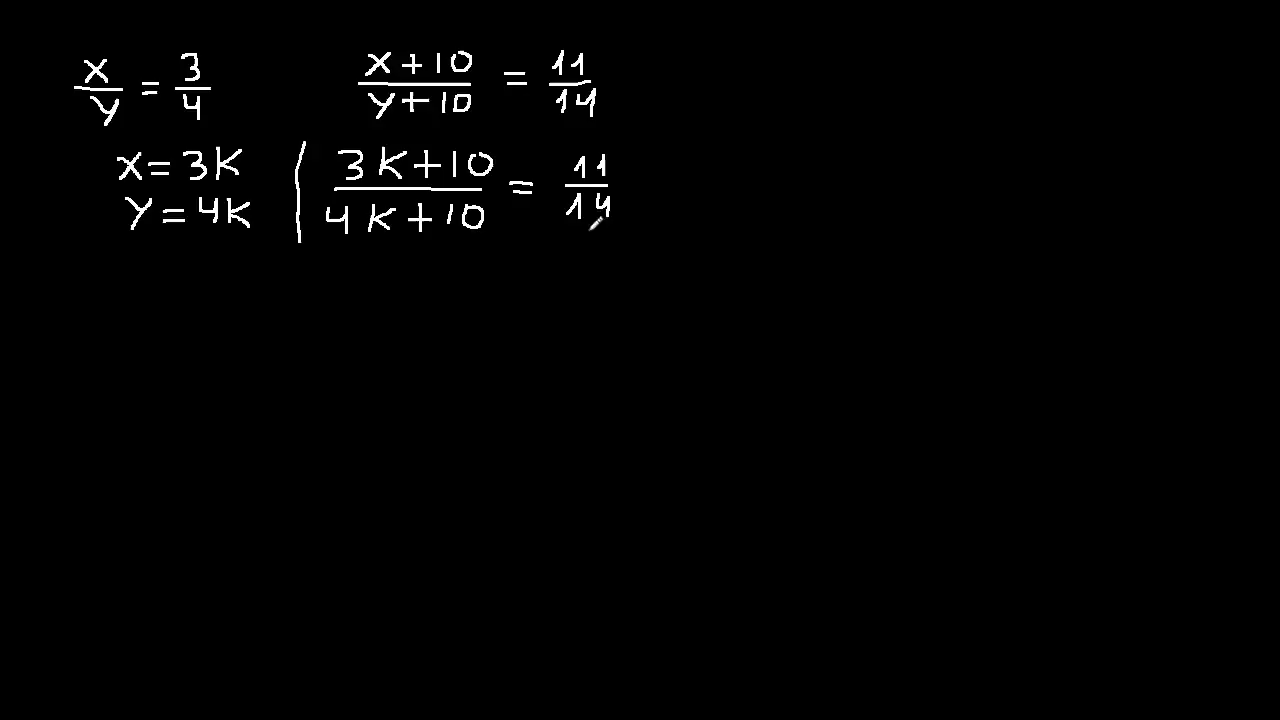 x/y = 3/4    (x+10)/(y+10) = 11/14
x=3k    (3k+10)/(4k+10) = 11/14
y=4k